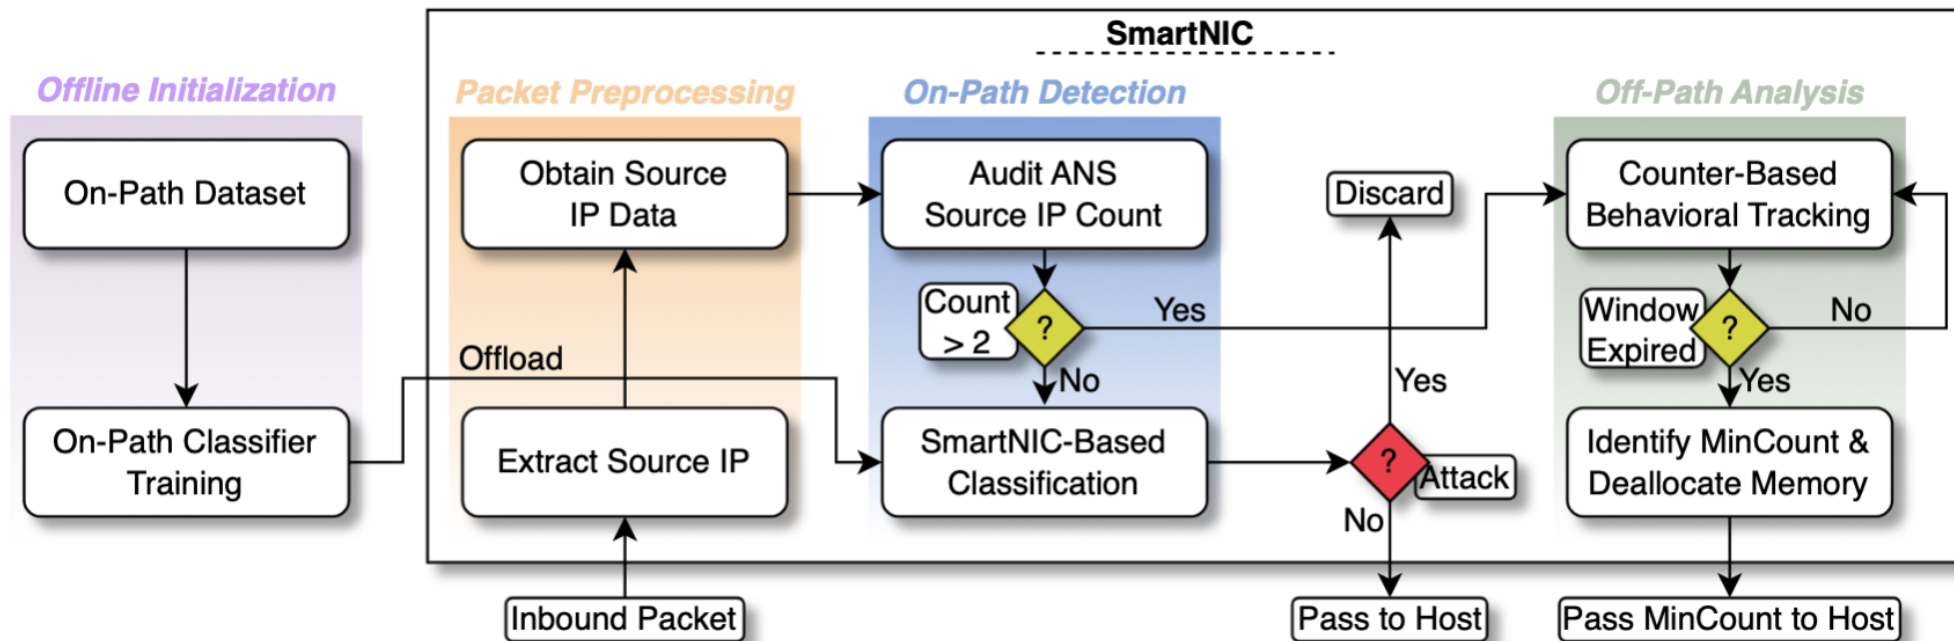 SmartNIC
Offline Initialization
Packet Preprocessing
On-Path Detection
Off-Path Analysis
On-Path Dataset
Obtain Source
IP Data
Audit ANS
Source IP Count
Discard
Counter-Based
Behavioral Tracking
Count
> 2
?
Yes
Window
Expired
?
No
Offload
No
Yes
Yes
On-Path Classifier
Training
Extract Source IP
SmartNIC-Based
Classification
?
Attack
Identify MinCount &
Deallocate Memory
No
Inbound Packet
Pass to Host
Pass MinCount to Host